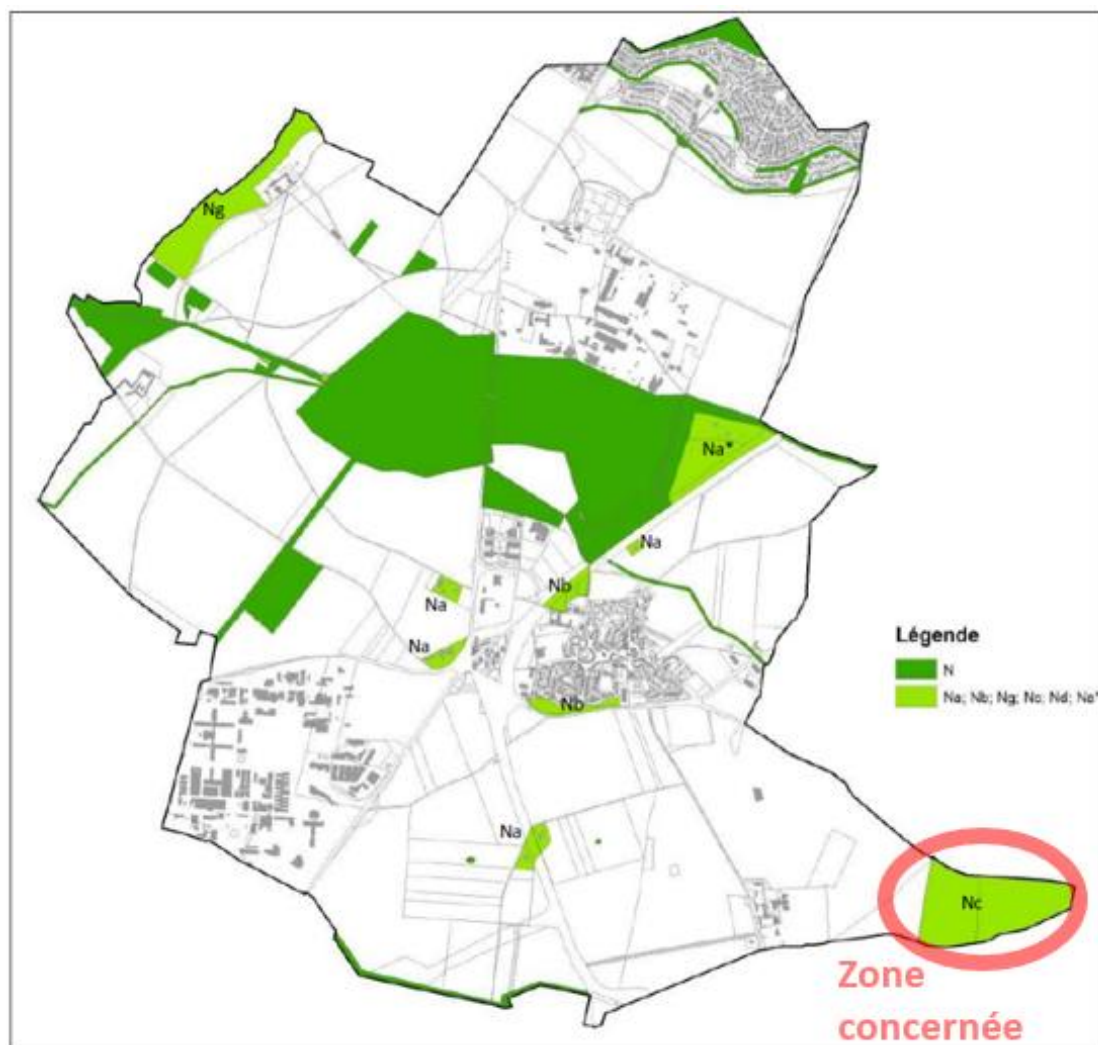 Ng
Na*
Na
Nb
Na
Na
Nb
Légende
N
Na; Nb; Ng; Nc; Nd; Na*
Na
Nc
Zone
concernée